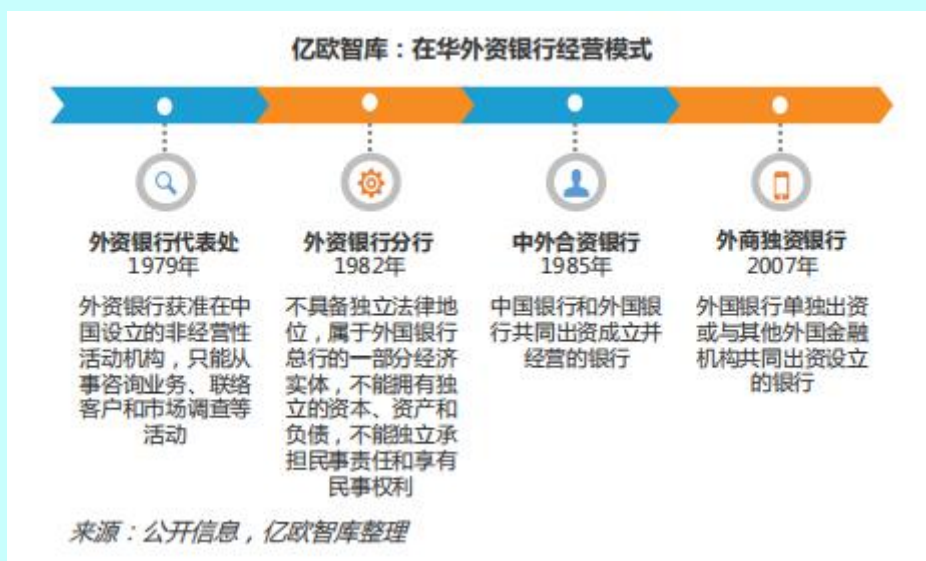 亿欧智库：在华外资银行经营模式
外资银行代表处
1979年
外资银行获准在中
国设立的非经营性
活动机构，只能从
事咨询业务、联络
客户和市场调查等
活动
外资银行分行
1982年
不具备独立法律地
位，属于外国银行
总行的一部分经济
实体，不能拥有独
立的资本、资产和
负债，不能独立承
担民事责任和享有
民事权利
中外合资银行
1985年
中国银行和外国银
行共同出资成立并
经营的银行
外商独资银行
2007年
外国银行单独出资
或与其他外国金融
机构共同出资设立
的银行
来源：公开信息，亿欧智库整理